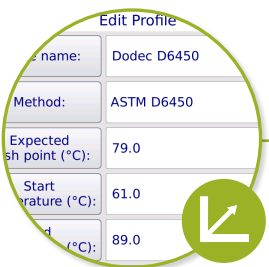 Edit Profile
name: Dodec D6450
Method: ASTM D6450
Expected
point (°C): 79.0
Start
(°C): 61.0
(°C): 89.0